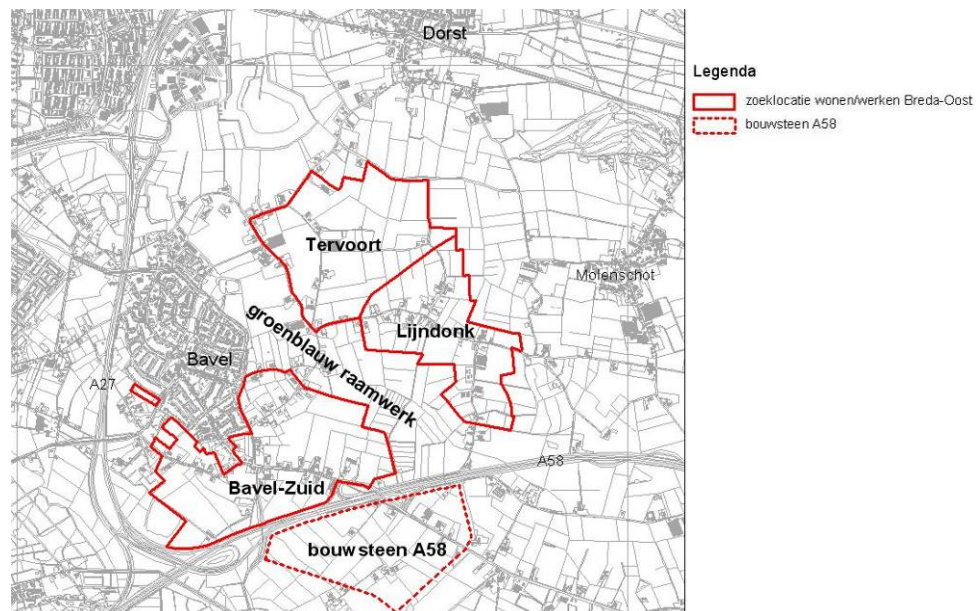 Dorst
Legenda
zoeklocatie wonen/werken Breda-Oost
bouwsteen A58
Tervoort
Molenschot
groenblauw raamwerk
Lijndonk
Bavel
A27
A58
Bavel-Zuid
bouwsteen A58